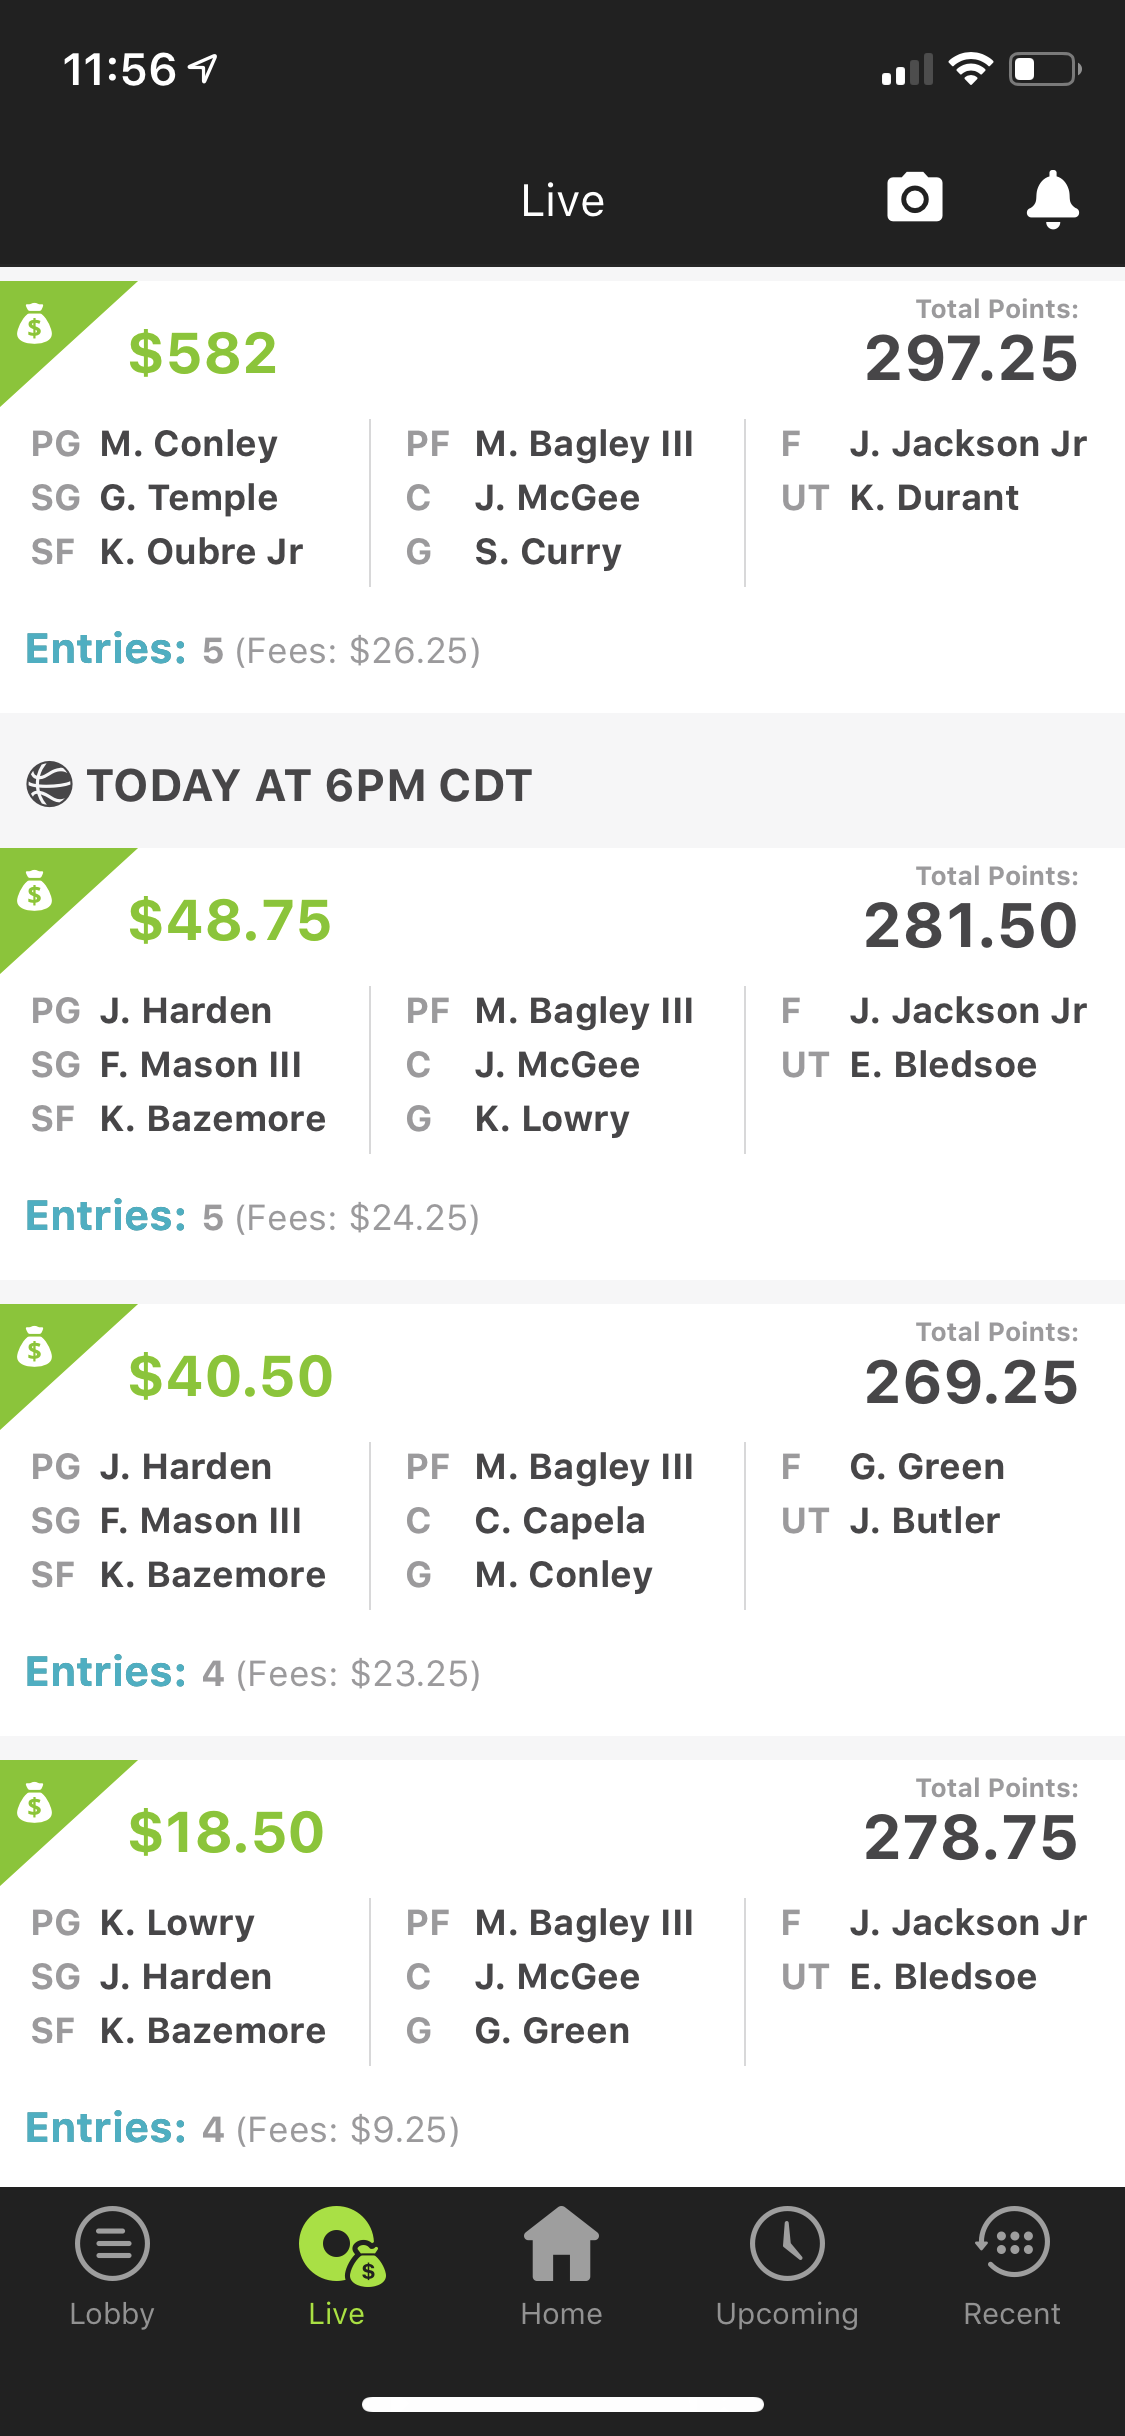 11:56
Live
$582
Total Points:
297.25
PG M. Conley
SG G. Temple
SF K. Oubre Jr
PF M. Bagley III
C J. McGee
G S. Curry
F J. Jackson Jr
UT K. Durant
Entries: 5 (Fees: $26.25)
TODAY AT 6PM CDT
$48.75
Total Points:
281.50
PG J. Harden
SG F. Mason III
SF K. Bazemore
PF M. Bagley III
C J. McGee
G K. Lowry
F J. Jackson Jr
UT E. Bledsoe
Entries: 5 (Fees: $24.25)
$40.50
Total Points:
269.25
PG J. Harden
SG F. Mason III
SF K. Bazemore
PF M. Bagley III
C C. Capela
G M. Conley
F G. Green
UT J. Butler
Entries: 4 (Fees: $23.25)
$18.50
Total Points:
278.75
PG K. Lowry
SG J. Harden
SF K. Bazemore
PF M. Bagley III
C J. McGee
G G. Green
F J. Jackson Jr
UT E. Bledsoe
Entries: 4 (Fees: $9.25)
Lobby
Live
Home
Upcoming
Recent